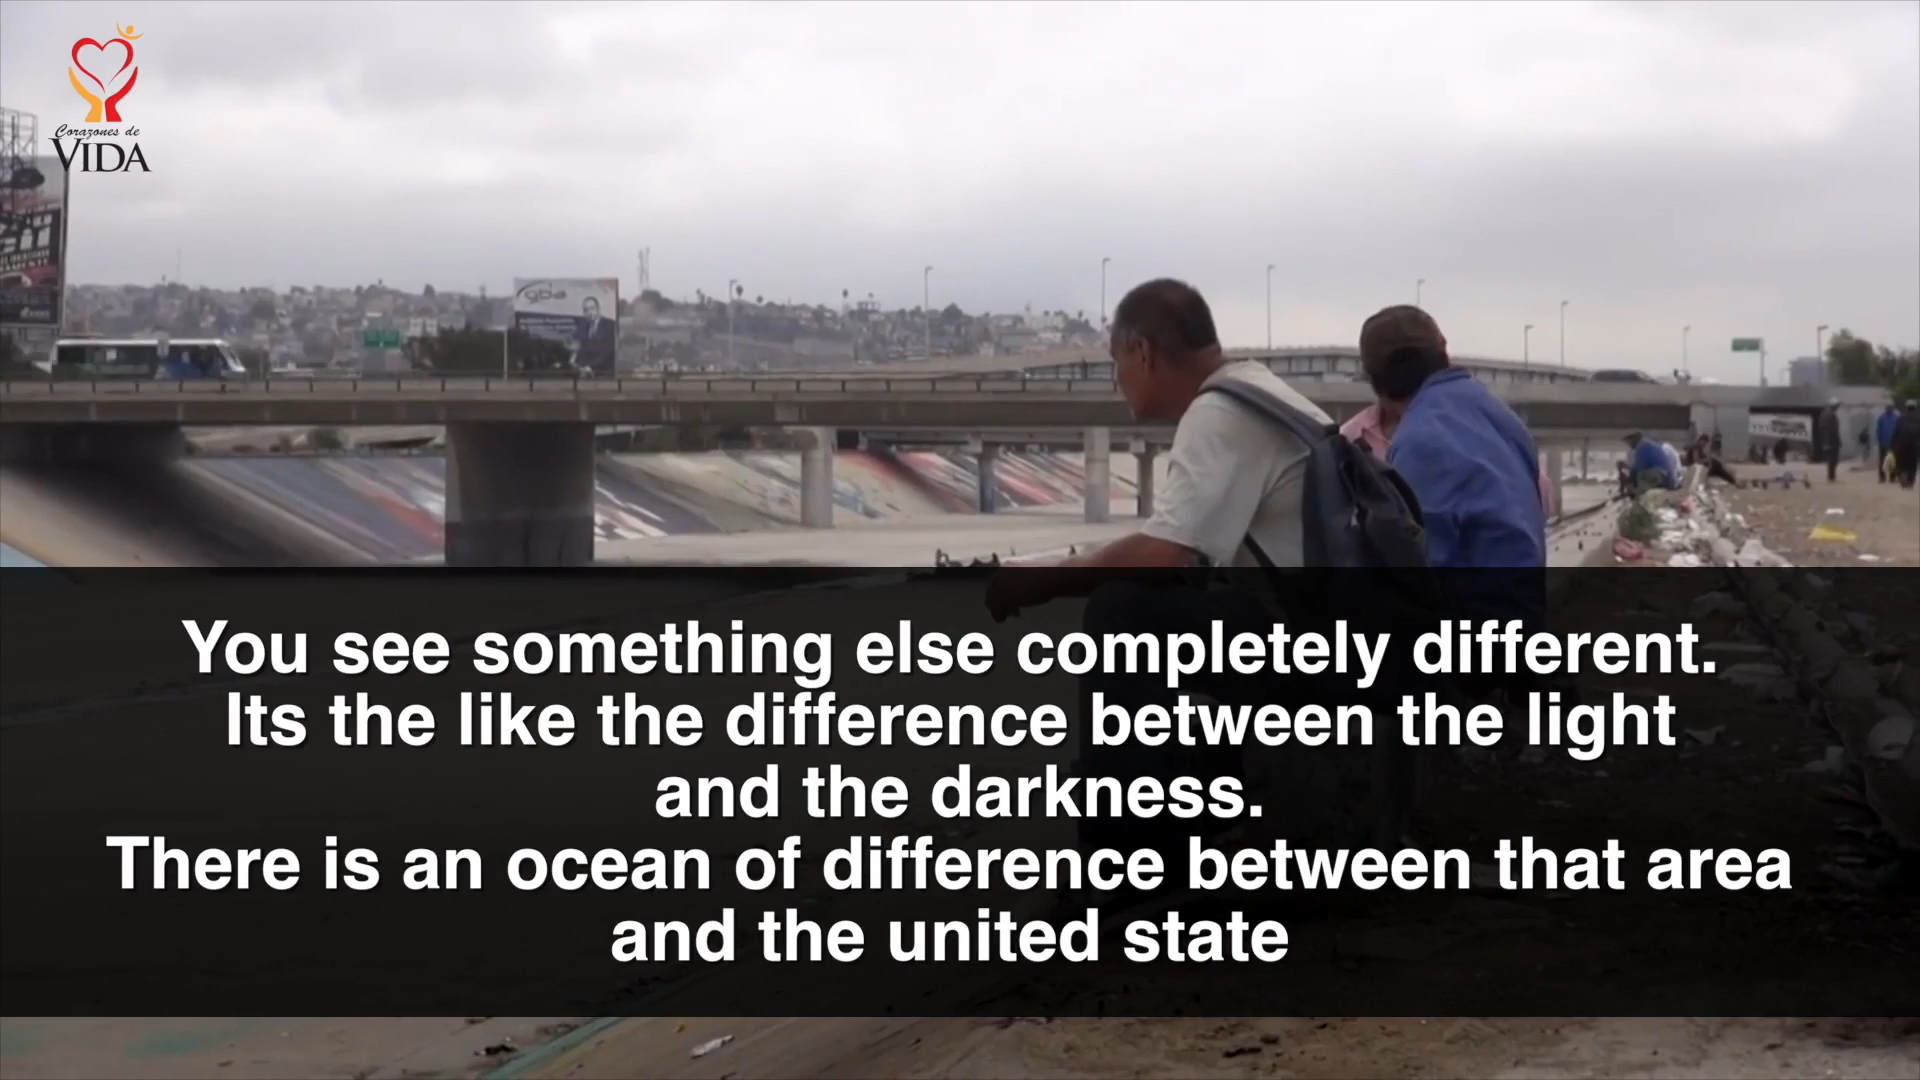 Corazones de
VIDA
gba
You see something else completely different.
Its the like the difference between the light
and the darkness.
There is an ocean of difference between that area
and the united state